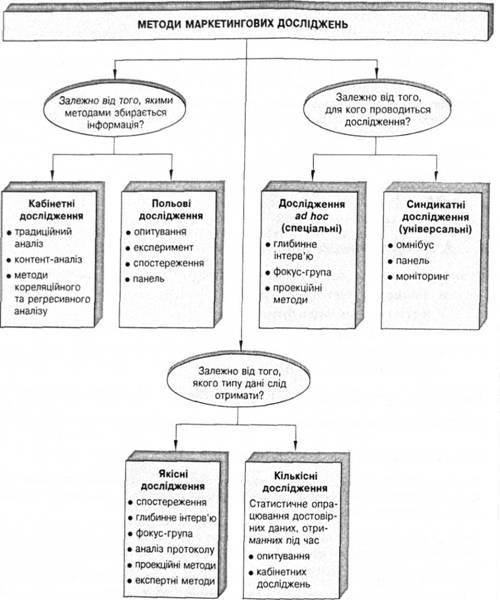 МЕТОДИ МАРКЕТИНГОВИХ ДОСЛІДЖЕНЬ
Залежно від того, якими
методами збирається
інформація?
Залежно від того,
для кого проводиться
дослідження?
Кабінетні
дослідження
• традиційний
аналіз
• контент-аналіз
• методи
кореляційного
та регресивного
аналізу
Польові
дослідження
• опитування
• експеримент
• спостереження
• панель
Дослідження
ad hoc
(спеціальні)
• глибинне
інтерв'ю
• фокус-група
• проекційні
методи
Синдикатні
дослідження
(універсальні)
• омнібус
• панель
• моніторинг
Залежно від того,
якого типу дані слід
отримати?
Якісні
дослідження
• спостереження
• глибинне інтерв'ю
• фокус-група
• аналіз протоколу
• проекційні методи
• експертні методи
Кількісні
дослідження
Статистичне опра-
цювання достовір-
них даних, отри-
манних під час
• опитування
• кабінетних
досліджень